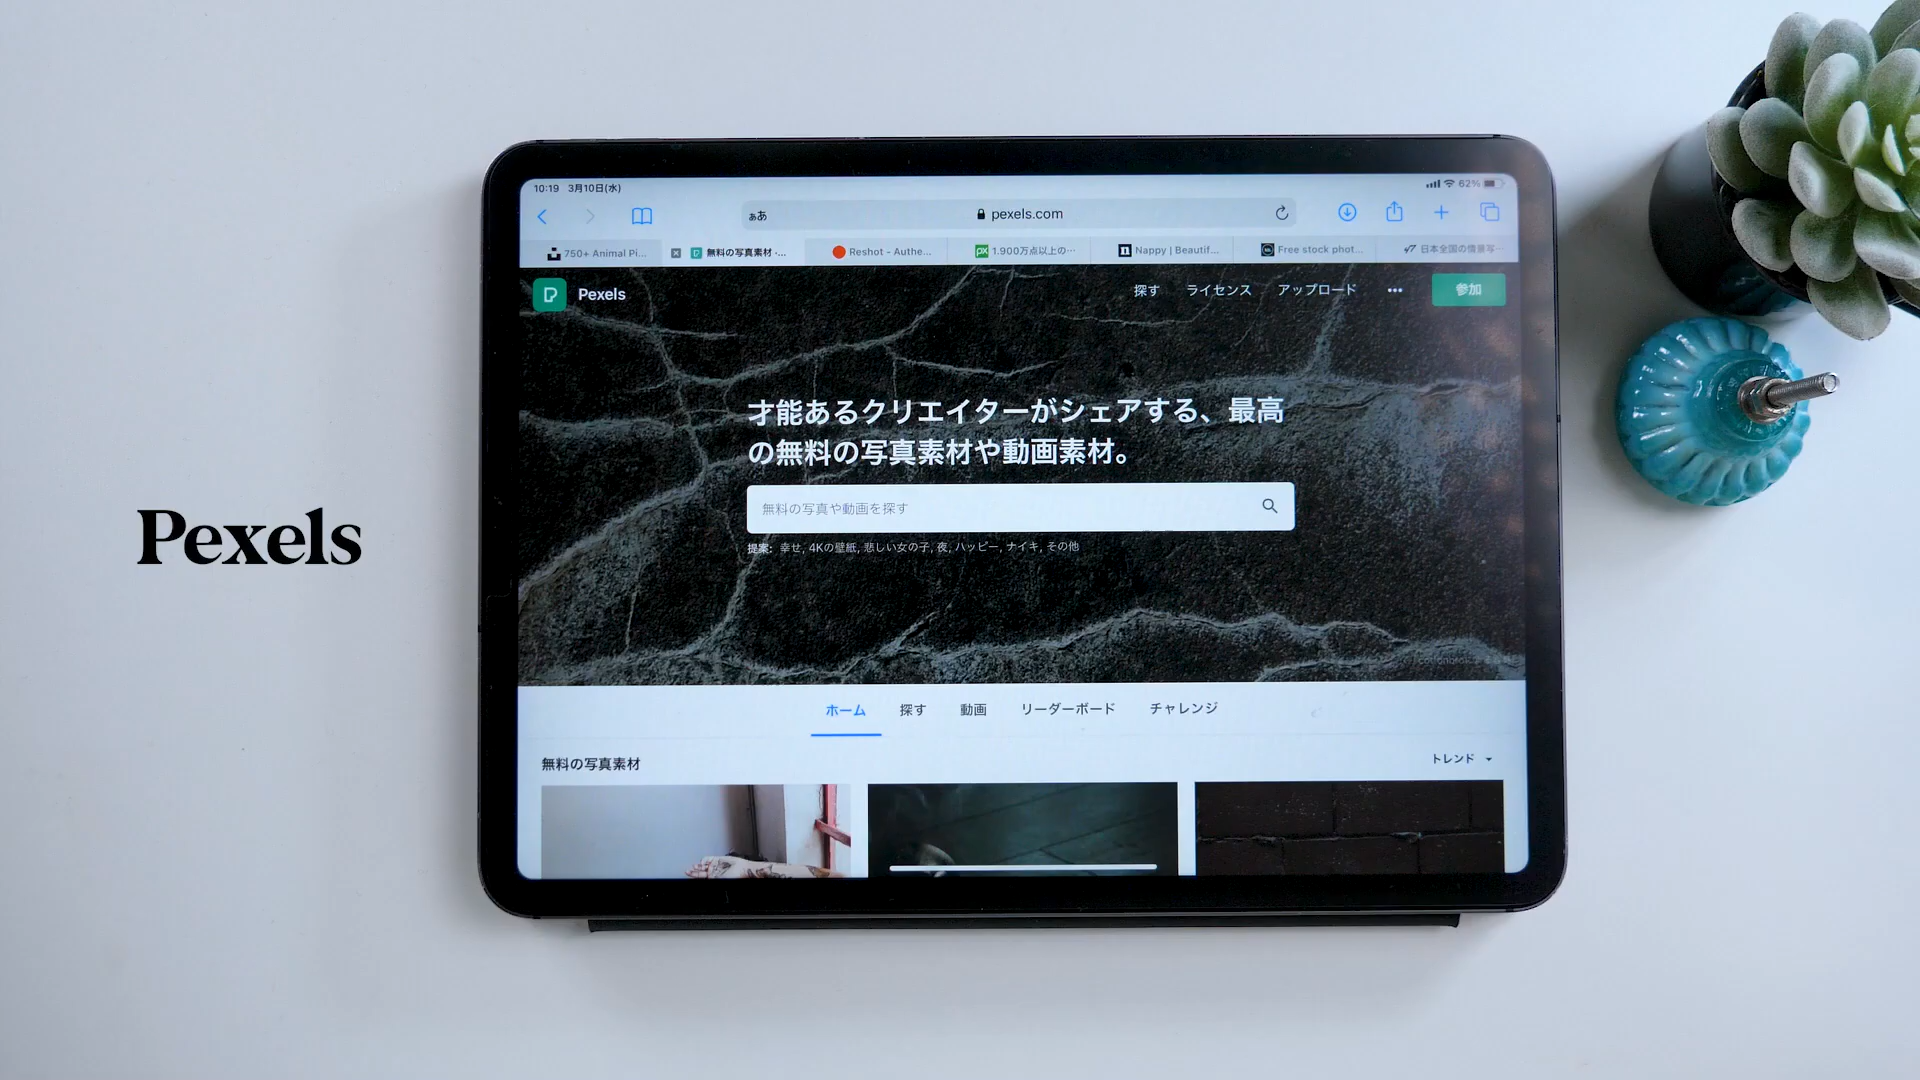 10:19 3月10日(水)
62%
ぁあ
pexels.com
750+ Animal Pi...
無料の写真素材 ·...
Reshot - Authe...
1.900万点以上の…
Nappy | Beautif...
Free stock phot...
日本全国の情景写…
Pexels
探す
ライセンス
アップロード
参加
才能あるクリエイターがシェアする、最高
の無料の写真素材や動画素材。
Pexels
無料の写真や動画を探す
提案: 幸せ, 4Kの壁紙, 悲しい女の子, 夜, ハッピー, ナイキ, その他
ホーム
探す
動画
リーダーボード
チャレンジ
無料の写真素材
トレンド